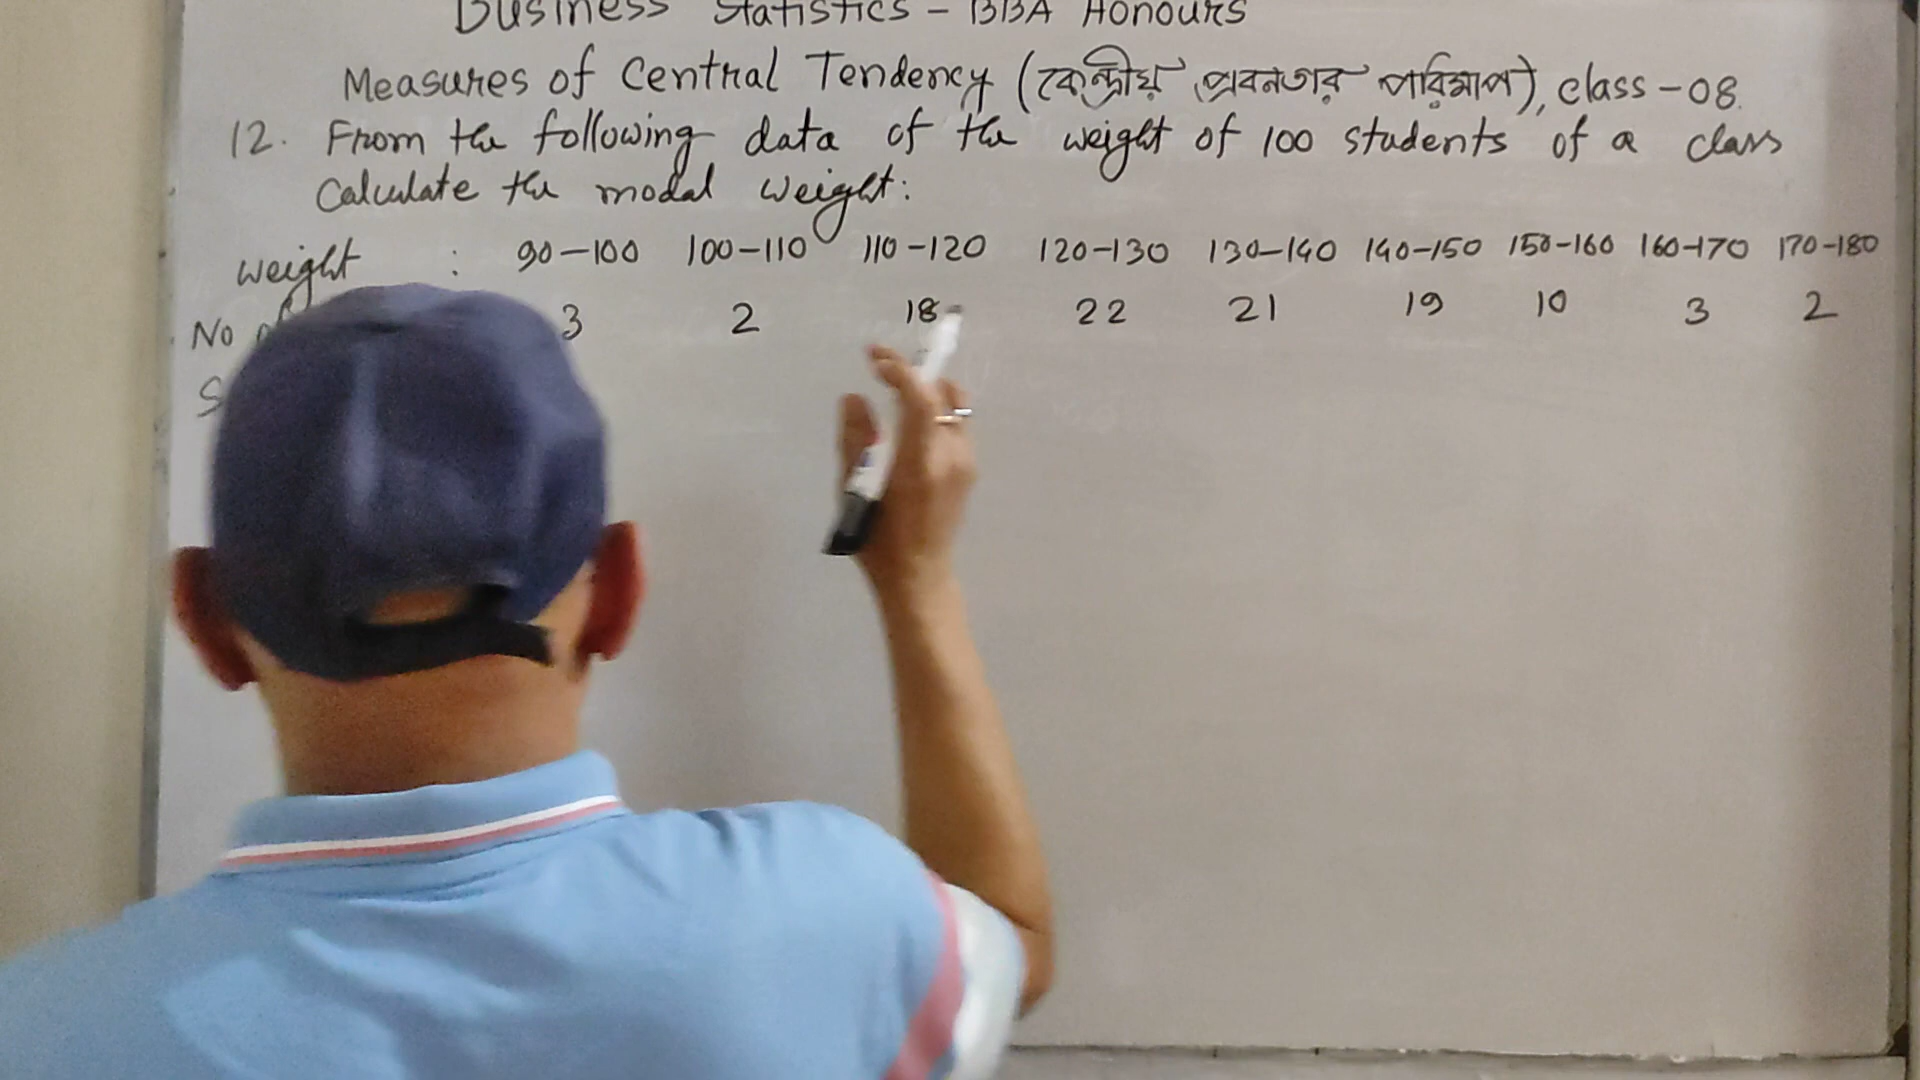 Business Statistics - BBA Honours
Measures of Central Tendency (কেন্দ্রীয় প্রবনতার পরিমাপ), class-08.
12. From the following data of the weight of 100 students of a class
Calculate the modal weight:
weight : 90-100 100-110 110-120 120-130 130-140 140-150 150-160 160-170 170-180
No 3 2 18 22 21 19 10 3 2